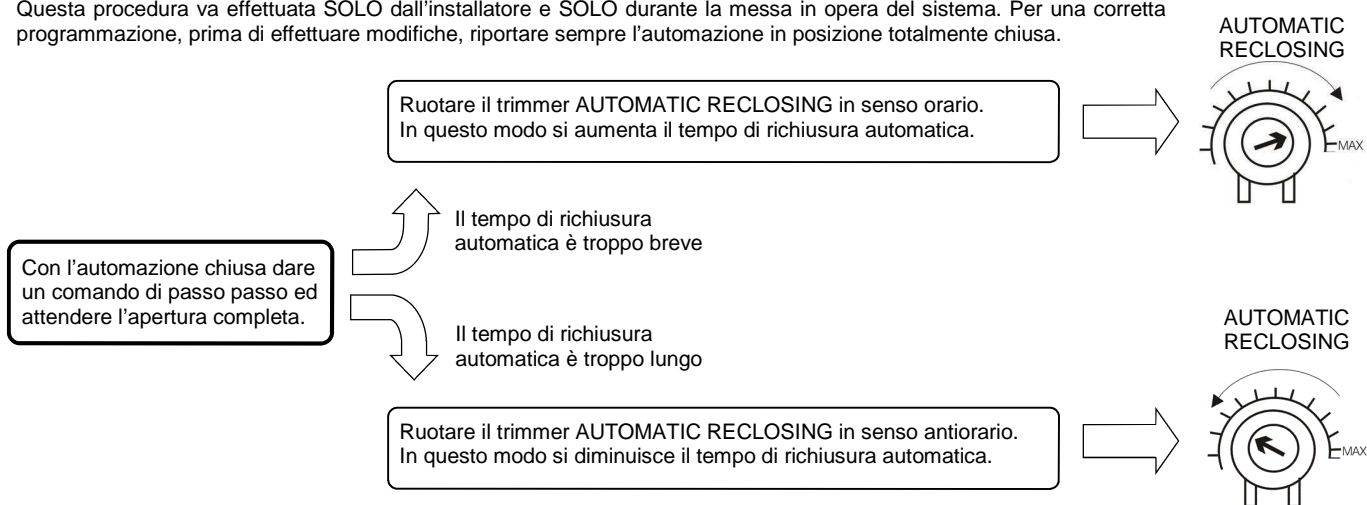 Questa procedura va effettuata SOLO dall'installatore e SOLO durante la messa in opera del sistema. Per una corretta
programmazione, prima di effettuare modifiche, riportare sempre l'automazione in posizione totalmente chiusa.
AUTOMATIC
RECLOSING
Ruotare il trimmer AUTOMATIC RECLOSING in senso orario.
In questo modo si aumenta il tempo di richiusura automatica.
MAX
Il tempo di richiusura
automatica è troppo breve
Con l'automazione chiusa dare
un comando di passo passo ed
attendere l'apertura completa.
Il tempo di richiusura
automatica è troppo lungo
AUTOMATIC
RECLOSING
Ruotare il trimmer AUTOMATIC RECLOSING in senso antiorario.
In questo modo si diminuisce il tempo di richiusura automatica.
MAX